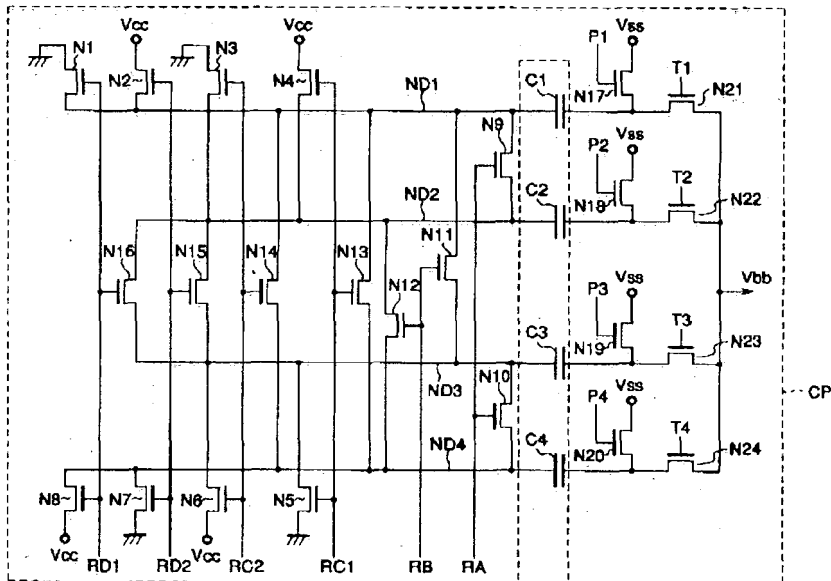 Vcc Vcc P1 Vss
N1 N3 T1
N2 N4 C1
ND1 N17 N21
N9 P2 Vss
T2
C2
ND2 N18 N22
N11
N16 N15 N14 N13 N12 P3 Vss Vbb
T3
C3 N19 N23
N10 P4 Vss
ND3 CP
T4
ND4 C4
N20 N24
N8 N7 N6 N5
Vcc Vcc
RD1 RD2 RC2 RC1 RB RA